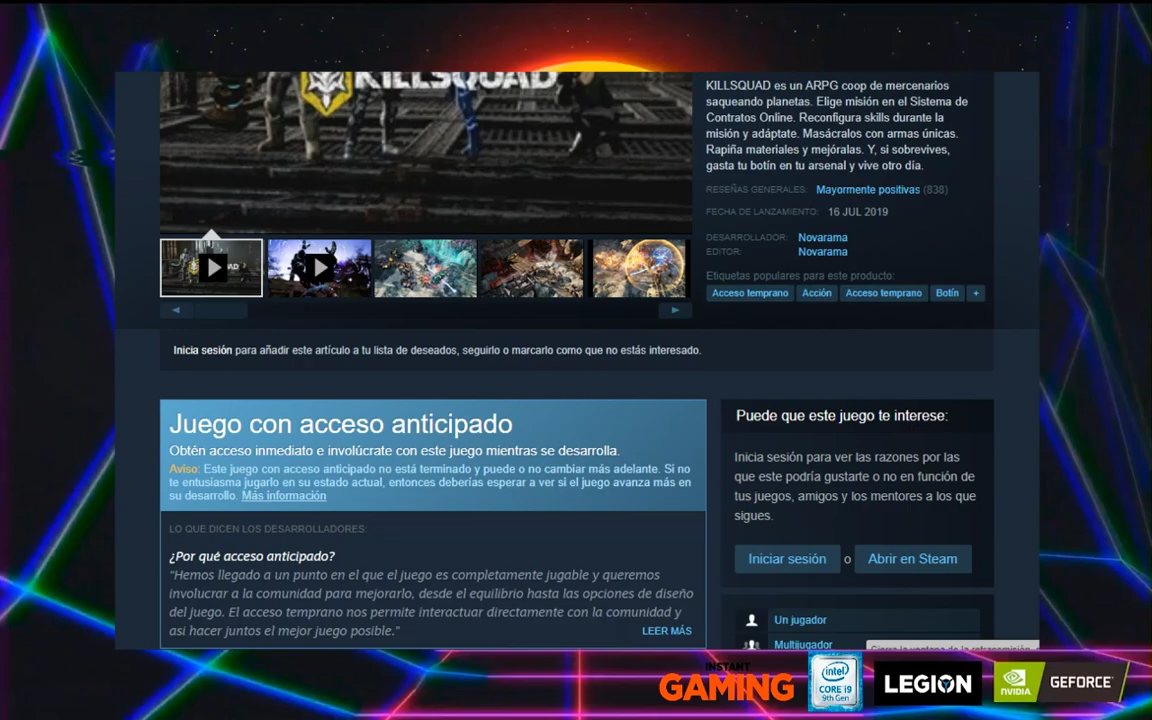 KILLSQUAD
KILLSQUAD es un ARPG coop de mercenarios
saqueando planetas. Elige misión en el Sistema de
Contratos Online. Reconfigura skills durante la
misión y adáptate. Masácralos con armas únicas.
Rapiña materiales y mejóralas. Y, si sobrevives,
gasta tu botín en tu arsenal y vive otro día.
RESEÑAS GENERALES: Mayormente positivas (838)
FECHA DE LANZAMIENTO: 16 JUL 2019
DESARROLLADOR: Novarama
EDITOR: Novarama
Etiquetas populares para este producto:
Acceso temprano Acción Acceso temprano Botín +
Inicia sesión para añadir este artículo a tu lista de deseados, seguirlo o marcarlo como que no estás interesado.
Juego con acceso anticipado
Obtén acceso inmediato e involúcrate con este juego mientras se desarrolla.
Aviso: Este juego con acceso anticipado no está terminado y puede o no cambiar más adelante. Si no
te entusiasma jugarlo en su estado actual, entonces deberías esperar a ver si el juego avanza más en
su desarrollo. Más información
LO QUE DICEN LOS DESARROLLADORES:
¿Por qué acceso anticipado?
“Hemos llegado a un punto en el que el juego es completamente jugable y queremos
involucrar a la comunidad para mejorarlo, desde el equilibrio hasta las opciones de diseño
del juego. El acceso temprano nos permite interactuar directamente con la comunidad y
asi hacer juntos el mejor juego posible.”
LEER MÁS
Puede que este juego te interese:
Inicia sesión para ver las razones por las
que este podría gustarte o no en función de
tus juegos, amigos y los mentores a los que
sigues.
Iniciar sesión o Abrir en Steam
Un jugador
Multijugador
INSTANT
GAMING
intel
CORE i9
9th Gen
LEGION
NVIDIA
GEFORCE